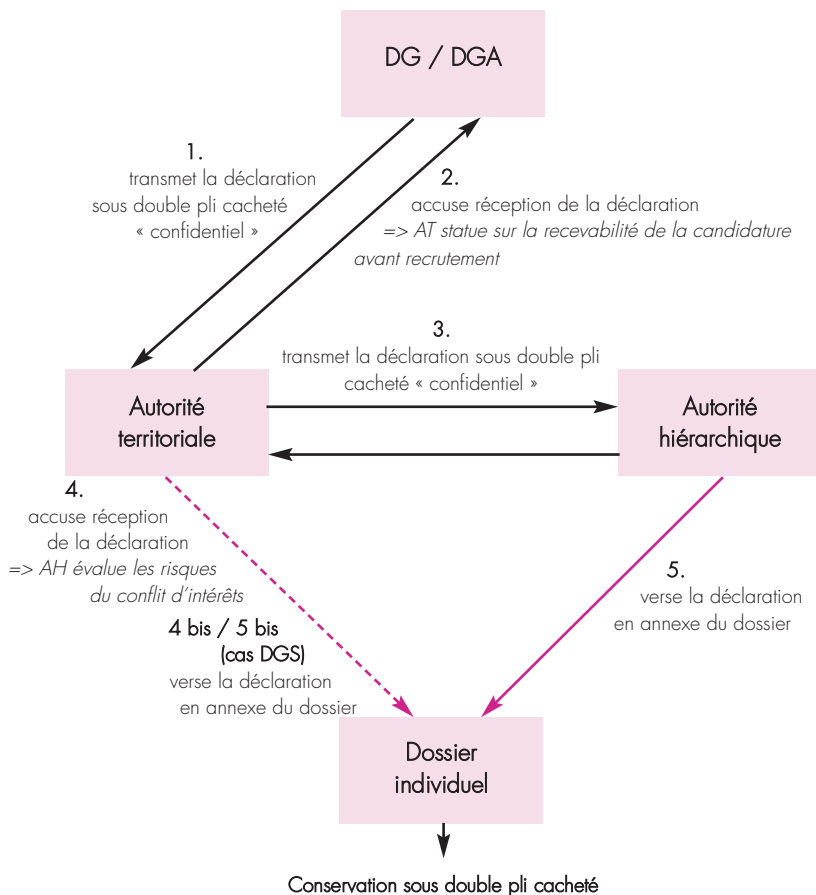 DG / DGA
1.
transmet la déclaration
sous double pli cacheté
« confidentiel »
2.
accuse réception de la déclaration
=> AT statue sur la recevabilité de la candidature
avant recrutement
3.
transmet la déclaration sous double pli
cacheté « confidentiel »
Autorité
territoriale
Autorité
hiérarchique
4.
accuse réception
de la déclaration
=> AH évalue les risques
du conflit d’intérêts
5.
verse la déclaration
en annexe du dossier
4 bis / 5 bis
(cas DGS)
verse la déclaration
en annexe du dossier
Dossier
individuel
Conservation sous double pli cacheté